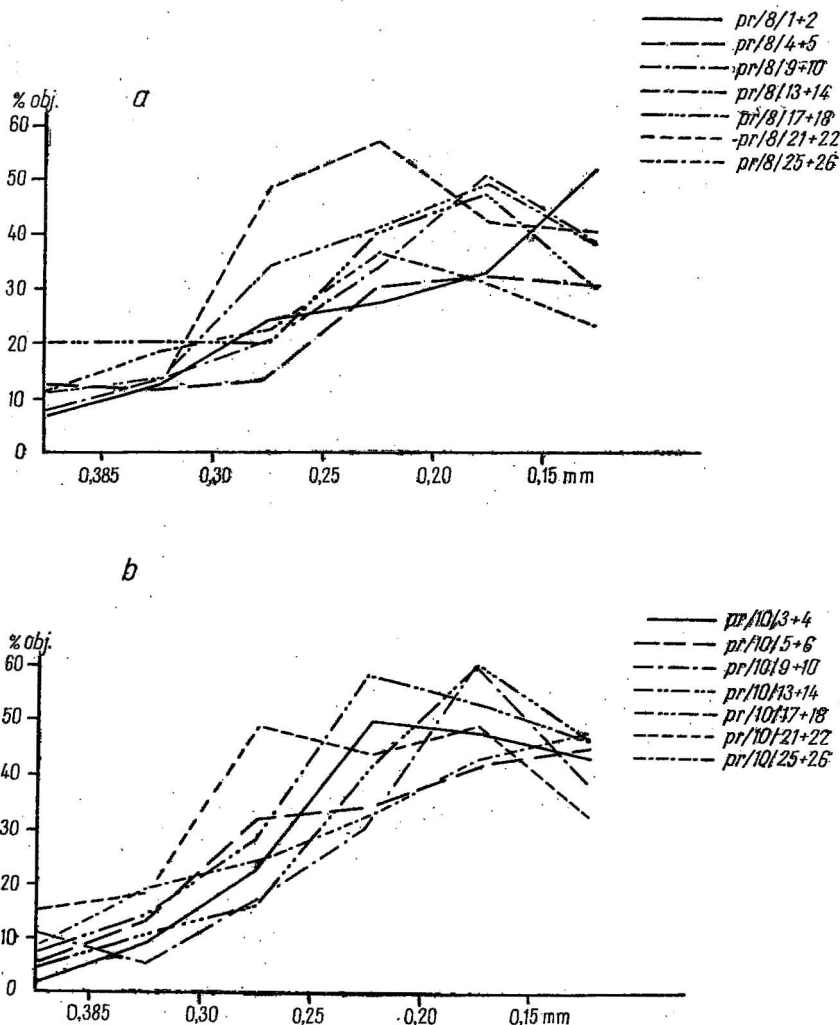 pr/8/1+2
pr/8/4+5
pr/8/9+10
pr/8/13+14
pr/8/17+18
pr/8/21+22
pr/8/25+26
% obj.
a
60
50
40
30
20
10
0
0,385 0,30 0,25 0,20 0,15 mm
b
pr/10/3+4
pr/10/5+6
pr/10/9+10
pr/10/13+14
pr/10/17+18
pr/10/21+22
pr/10/25+26
% obj.
60
50
40
30
20
10
0
0,385 0,30 0,25 0,20 0,15 mm